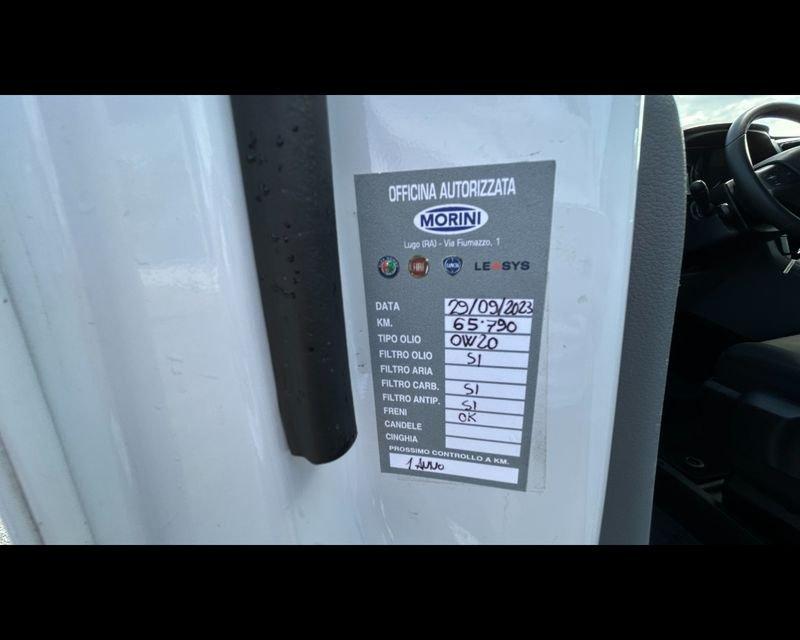 OFFICINA AUTORIZZATA
MORINI
Lugo (RA) - Via Fiumazzo, 1
LEASYS
DATA 29/09/2023
KM. 65.790
TIPO OLIO 0W20
FILTRO OLIO SI
FILTRO ARIA
FILTRO CARB. SI
FILTRO ANTIP. SI
FRENI OK
CANDELE
CINGHIA
PROSSIMO CONTROLLO A KM.
1 ANNO